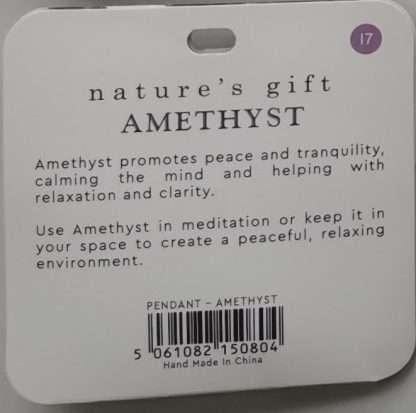 17
nature's gift
AMETHYST
Amethyst promotes peace and tranquility,
calming the mind and helping with
relaxation and clarity.
Use Amethyst in meditation or keep it in
your space to create a peaceful, relaxing
environment.
PENDANT - AMETHYST
5 061082 150804
Hand Made In China